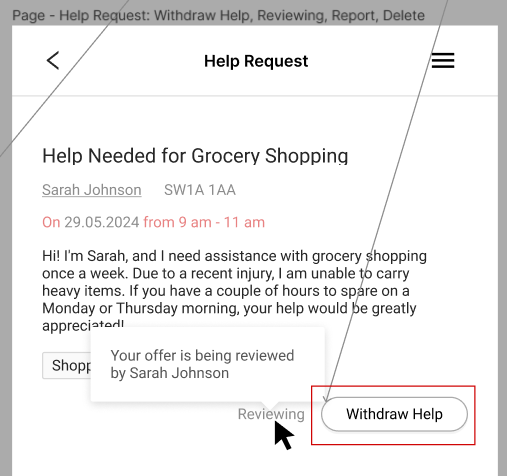 Page - Help Request: Withdraw Help, Reviewing, Report, Delete
Help Request
Help Needed for Grocery Shopping
Sarah Johnson SW1A 1AA
On 29.05.2024 from 9 am - 11 am
Hi! I'm Sarah, and I need assistance with grocery shopping
once a week. Due to a recent injury, I am unable to carry
heavy items. If you have a couple of hours to spare on a
Monday or Thursday morning, your help would be greatly
appreciated!
Your offer is being reviewed
by Sarah Johnson
Reviewing
Withdraw Help